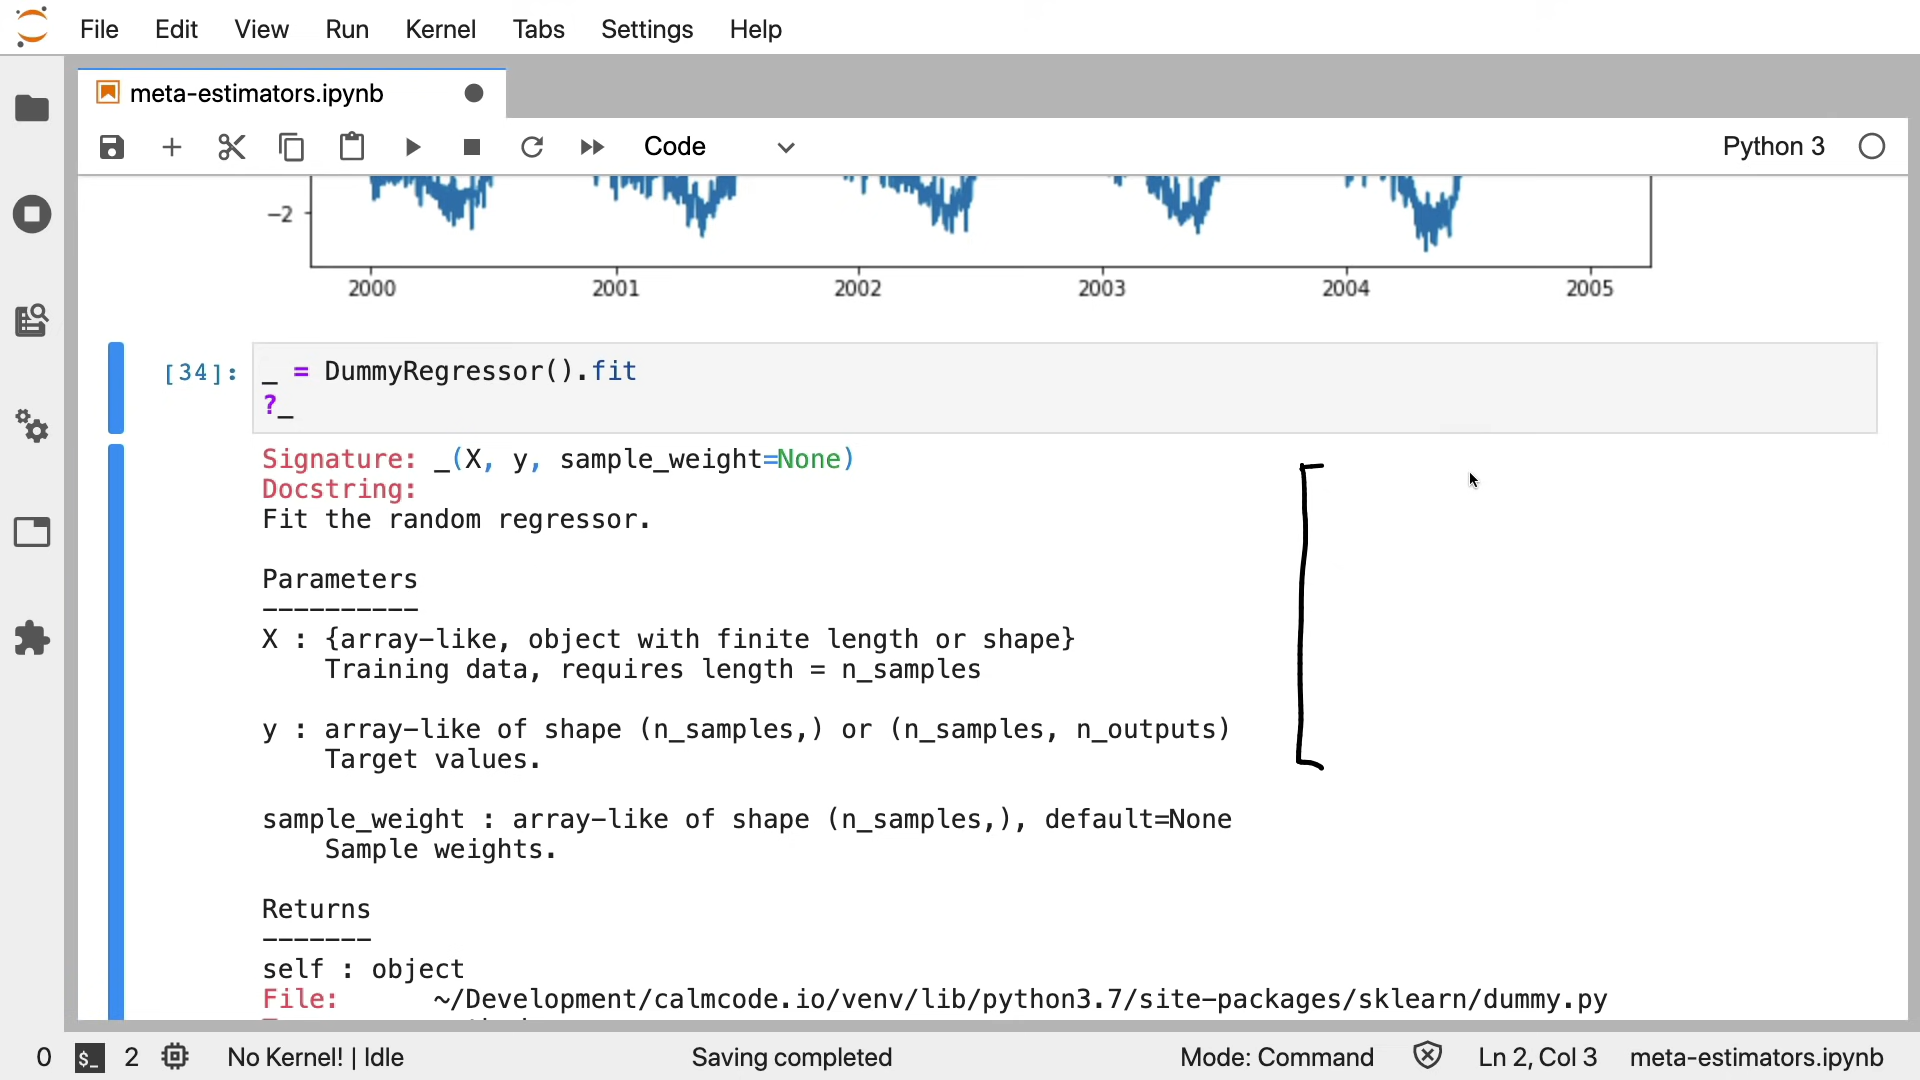 File Edit View Run Kernel Tabs Settings Help
meta-estimators.ipynb
Code Python 3
−2
2000 2001 2002 2003 2004 2005
[34]: _ = DummyRegressor().fit
?_
Signature: _(X, y, sample_weight=None)
Docstring:
Fit the random regressor.
Parameters
----------
X : {array-like, object with finite length or shape}
Training data, requires length = n_samples
y : array-like of shape (n_samples,) or (n_samples, n_outputs)
Target values.
sample_weight : array-like of shape (n_samples,), default=None
Sample weights.
Returns
-------
self : object
File: ~/Development/calmcode.io/venv/lib/python3.7/site-packages/sklearn/dummy.py
0 $_ 2 No Kernel! | Idle Saving completed Mode: Command Ln 2, Col 3 meta-estimators.ipynb